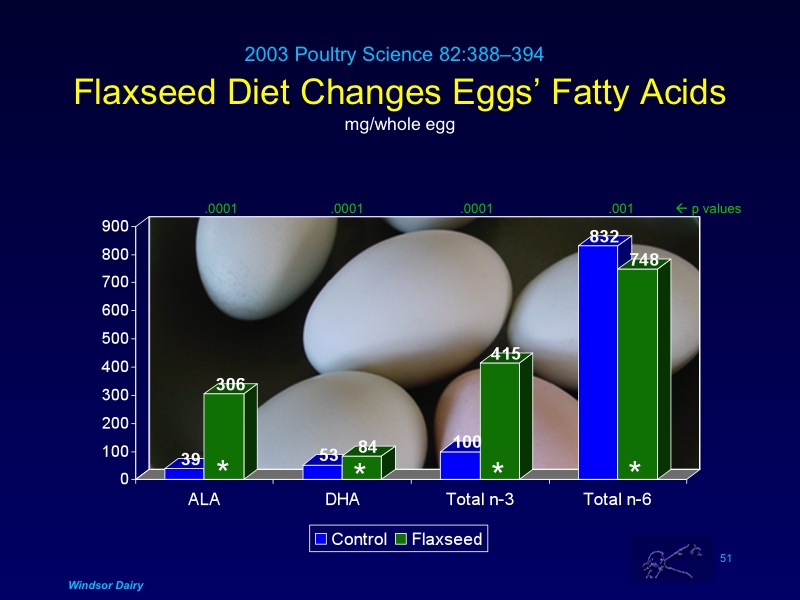 2003 Poultry Science 82:388–394
Flaxseed Diet Changes Eggs’ Fatty Acids
mg/whole egg
.0001 .0001 .0001 .001 ← p values
900
800
700
600
500
400
300
200
100
0
39 306 53 84 100 415 832 748
* * * *
ALA DHA Total n-3 Total n-6
Control Flaxseed
51
Windsor Dairy